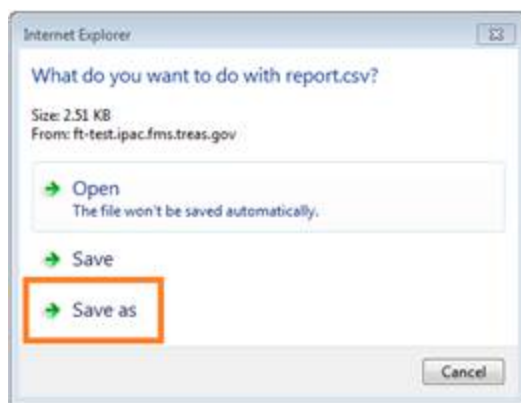 Internet Explorer
What do you want to do with report.csv?
Size: 2.51 KB
From: ft-test.ipac.fms.treas.gov
Open
The file won't be saved automatically.
Save
Save as
Cancel